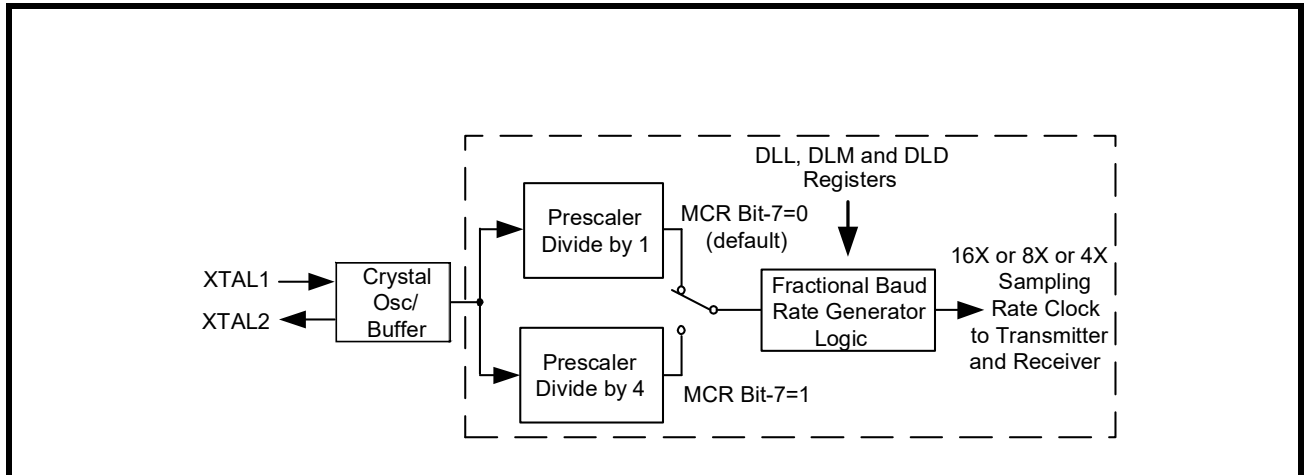 DLL, DLM and DLD
Registers
Prescaler
Divide by 1
MCR Bit-7=0
(default)
XTAL1
XTAL2
Crystal
Osc/
Buffer
Fractional Baud
Rate Generator
Logic
16X or 8X or 4X
Sampling
Rate Clock
to Transmitter
and Receiver
Prescaler
Divide by 4
MCR Bit-7=1